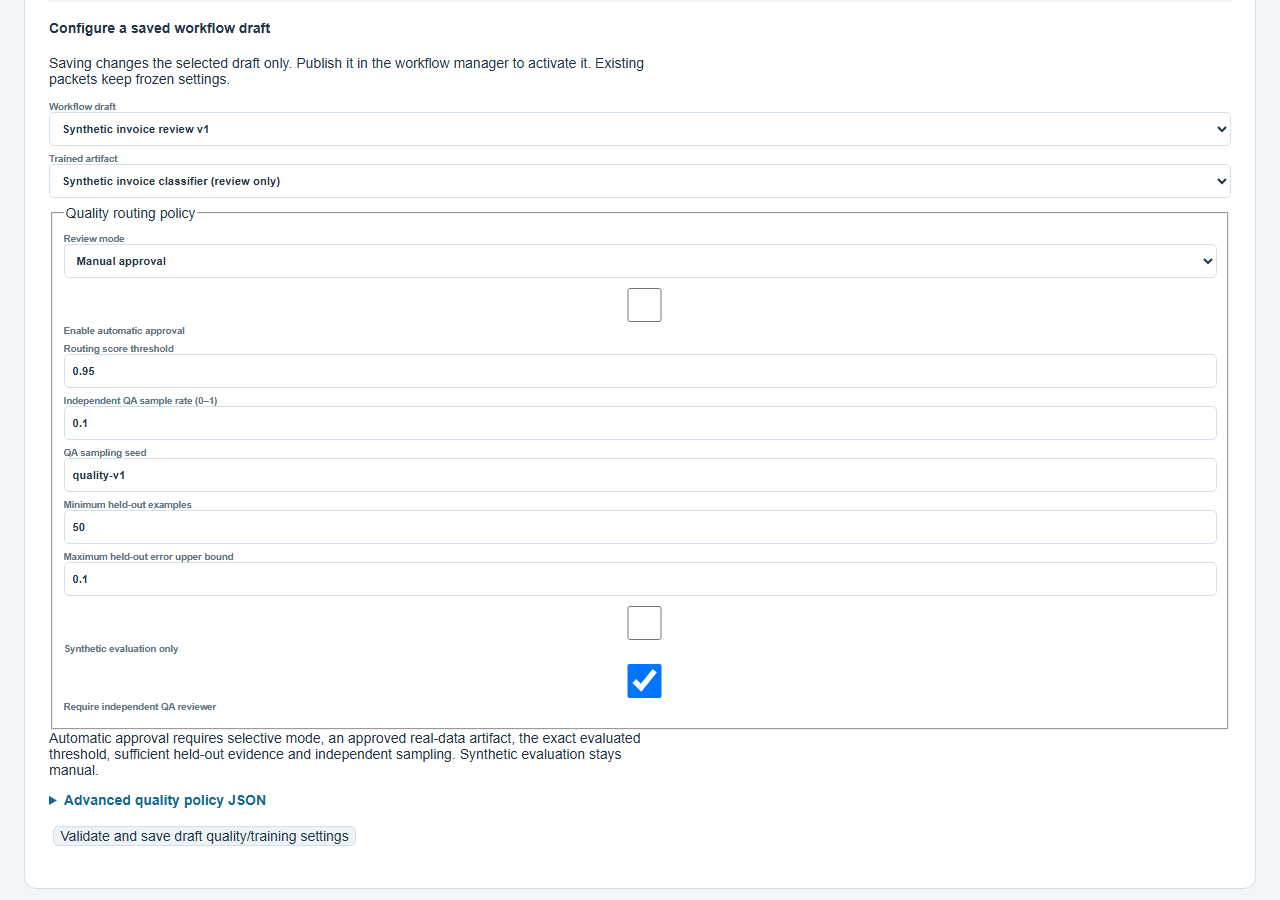 Configure a saved workflow draft
Saving changes the selected draft only. Publish it in the workflow manager to activate it. Existing
packets keep frozen settings.
Workflow draft
Synthetic invoice review v1
Trained artifact
Synthetic invoice classifier (review only)
Quality routing policy
Review mode
Manual approval
Enable automatic approval
Routing score threshold
0.95
Independent QA sample rate (0–1)
0.1
QA sampling seed
quality-v1
Minimum held-out examples
50
Maximum held-out error upper bound
0.1
Synthetic evaluation only
Require independent QA reviewer
Automatic approval requires selective mode, an approved real-data artifact, the exact evaluated
threshold, sufficient held-out evidence and independent sampling. Synthetic evaluation stays
manual.
Advanced quality policy JSON
Validate and save draft quality/training settings